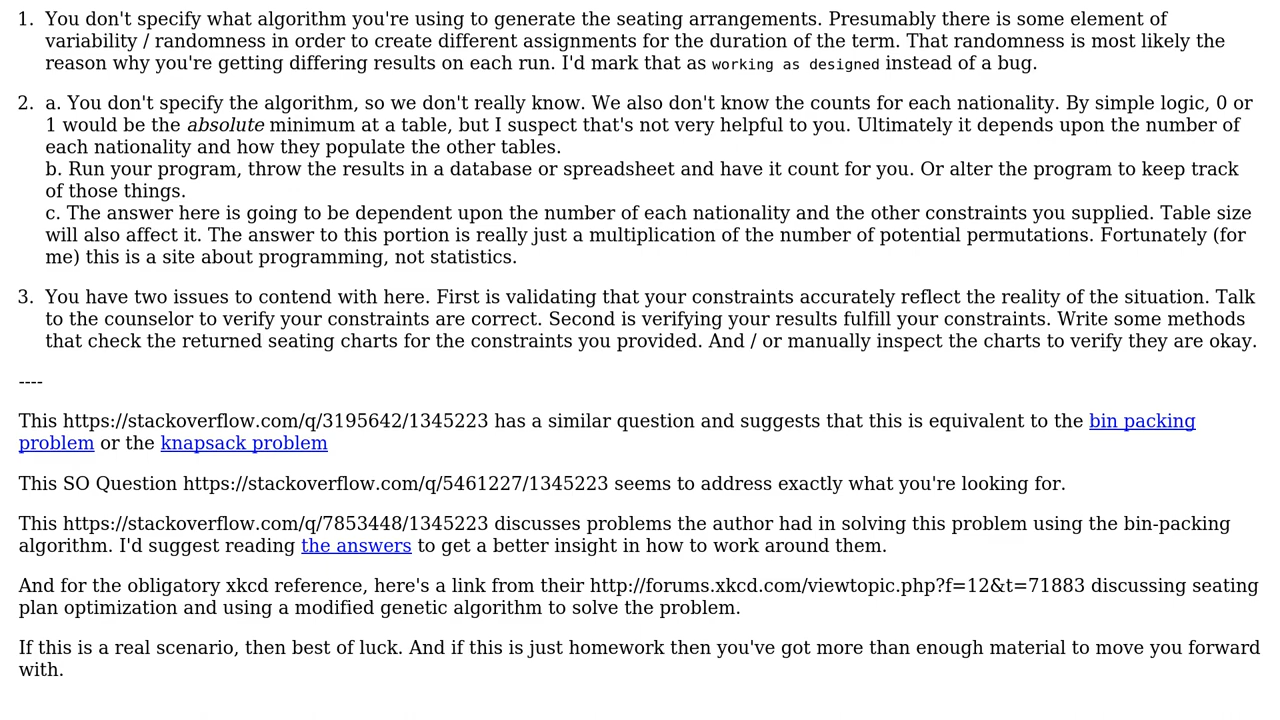 1. You don't specify what algorithm you're using to generate the seating arrangements. Presumably there is some element of
variability / randomness in order to create different assignments for the duration of the term. That randomness is most likely the
reason why you're getting differing results on each run. I'd mark that as working as designed instead of a bug.
2. a. You don't specify the algorithm, so we don't really know. We also don't know the counts for each nationality. By simple logic, 0 or
1 would be the absolute minimum at a table, but I suspect that's not very helpful to you. Ultimately it depends upon the number of
each nationality and how they populate the other tables.
b. Run your program, throw the results in a database or spreadsheet and have it count for you. Or alter the program to keep track
of those things.
c. The answer here is going to be dependent upon the number of each nationality and the other constraints you supplied. Table size
will also affect it. The answer to this portion is really just a multiplication of the number of potential permutations. Fortunately (for
me) this is a site about programming, not statistics.
3. You have two issues to contend with here. First is validating that your constraints accurately reflect the reality of the situation. Talk
to the counselor to verify your constraints are correct. Second is verifying your results fulfill your constraints. Write some methods
that check the returned seating charts for the constraints you provided. And / or manually inspect the charts to verify they are okay.
----
This https://stackoverflow.com/q/3195642/1345223 has a similar question and suggests that this is equivalent to the bin packing
problem or the knapsack problem
This SO Question https://stackoverflow.com/q/5461227/1345223 seems to address exactly what you're looking for.
This https://stackoverflow.com/q/7853448/1345223 discusses problems the author had in solving this problem using the bin-packing
algorithm. I'd suggest reading the answers to get a better insight in how to work around them.
And for the obligatory xkcd reference, here's a link from their http://forums.xkcd.com/viewtopic.php?f=12&t=71883 discussing seating
plan optimization and using a modified genetic algorithm to solve the problem.
If this is a real scenario, then best of luck. And if this is just homework then you've got more than enough material to move you forward
with.